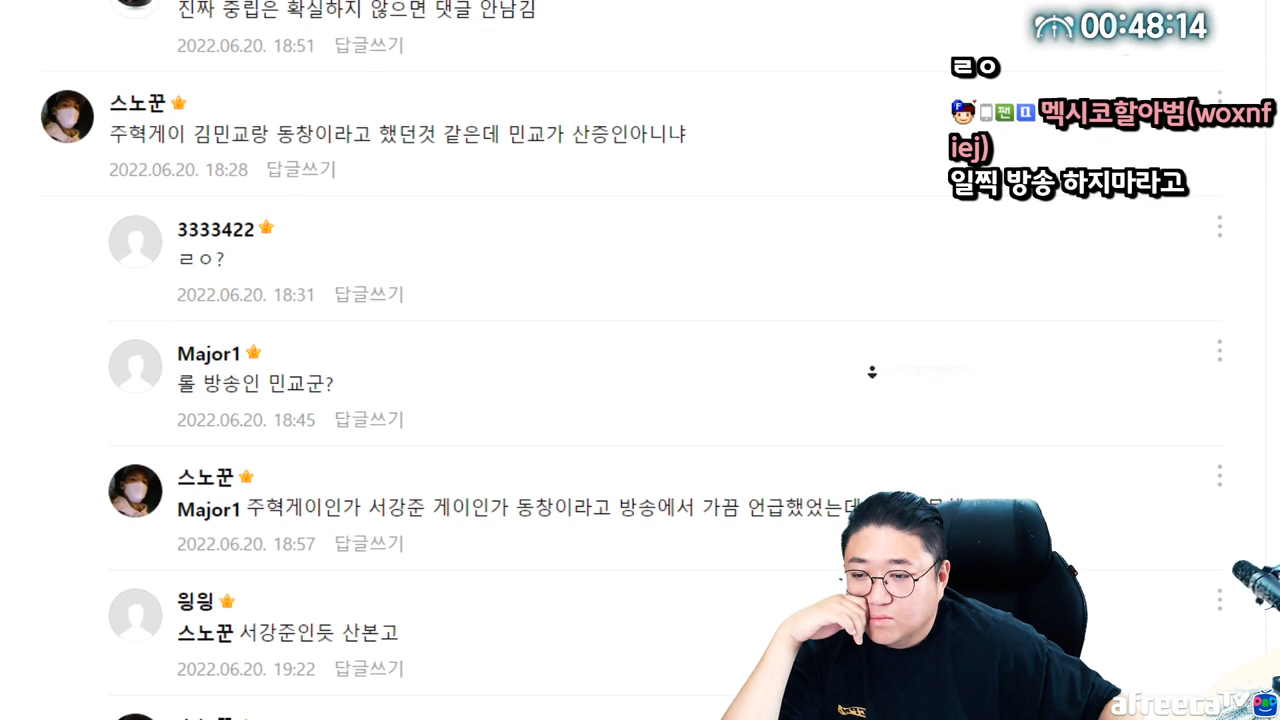 진짜 중립은 확실하지 않으면 댓글 안남김
2022.06.20. 18:51 답글쓰기
00:48:14
ㄹㅇ
멕시코할아범(woxnf
iej)
일찍 방송 하지마라고
스노꾼
주혁게이 김민교랑 동창이라고 했던것 같은데 민교가 산증인아니냐
2022.06.20. 18:28 답글쓰기
3333422
ㄹㅇ?
2022.06.20. 18:31 답글쓰기
Major1
롤 방송인 민교군?
2022.06.20. 18:45 답글쓰기
스노꾼
Major1 주혁게이인가 서강준 게이인가 동창이라고 방송에서 가끔 언급했었는데
2022.06.20. 18:57 답글쓰기
윙윙
스노꾼 서강준인듯 산본고
2022.06.20. 19:22 답글쓰기
afreecaTV